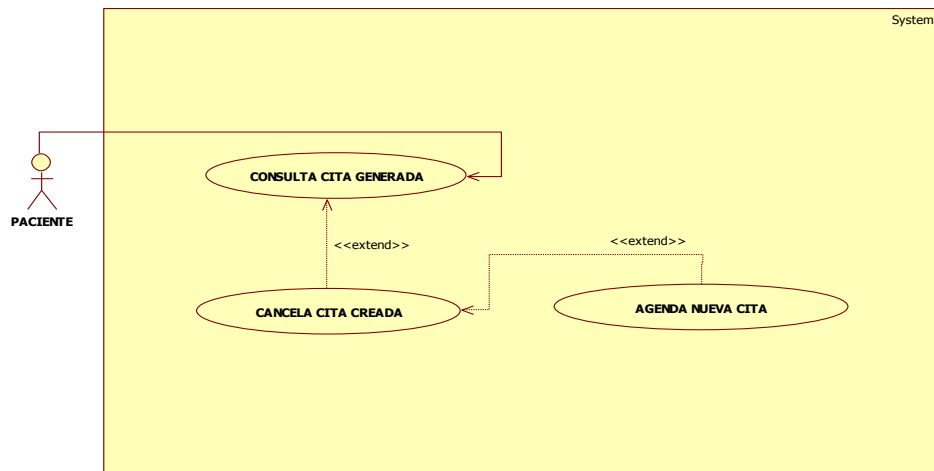 System
CONSULTA CITA GENERADA
PACIENTE
<<extend>>
<<extend>>
CANCELA CITA CREADA
AGENDA NUEVA CITA